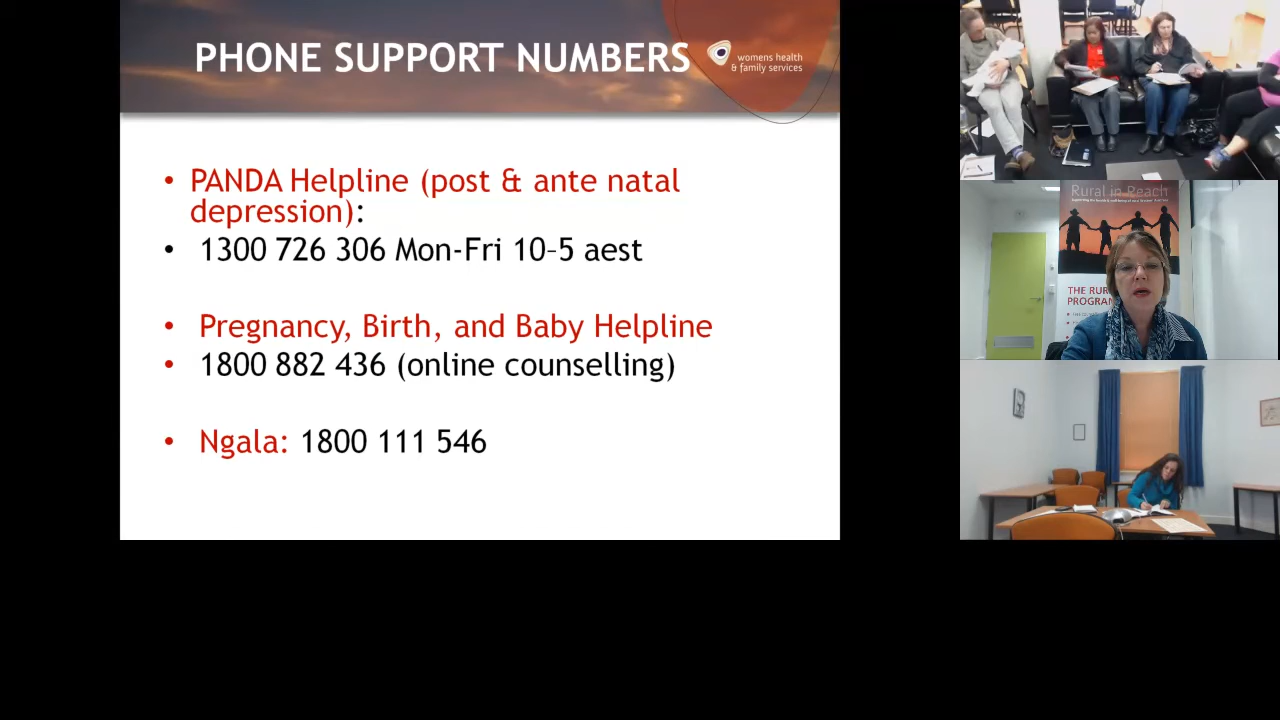 PHONE SUPPORT NUMBERS
womens health
& family services
• PANDA Helpline (post & ante natal
depression):
• 1300 726 306 Mon-Fri 10-5 aest
• Pregnancy, Birth, and Baby Helpline
• 1800 882 436 (online counselling)
• Ngala: 1800 111 546
Rural in Reach
THE RUR
PROGRAM